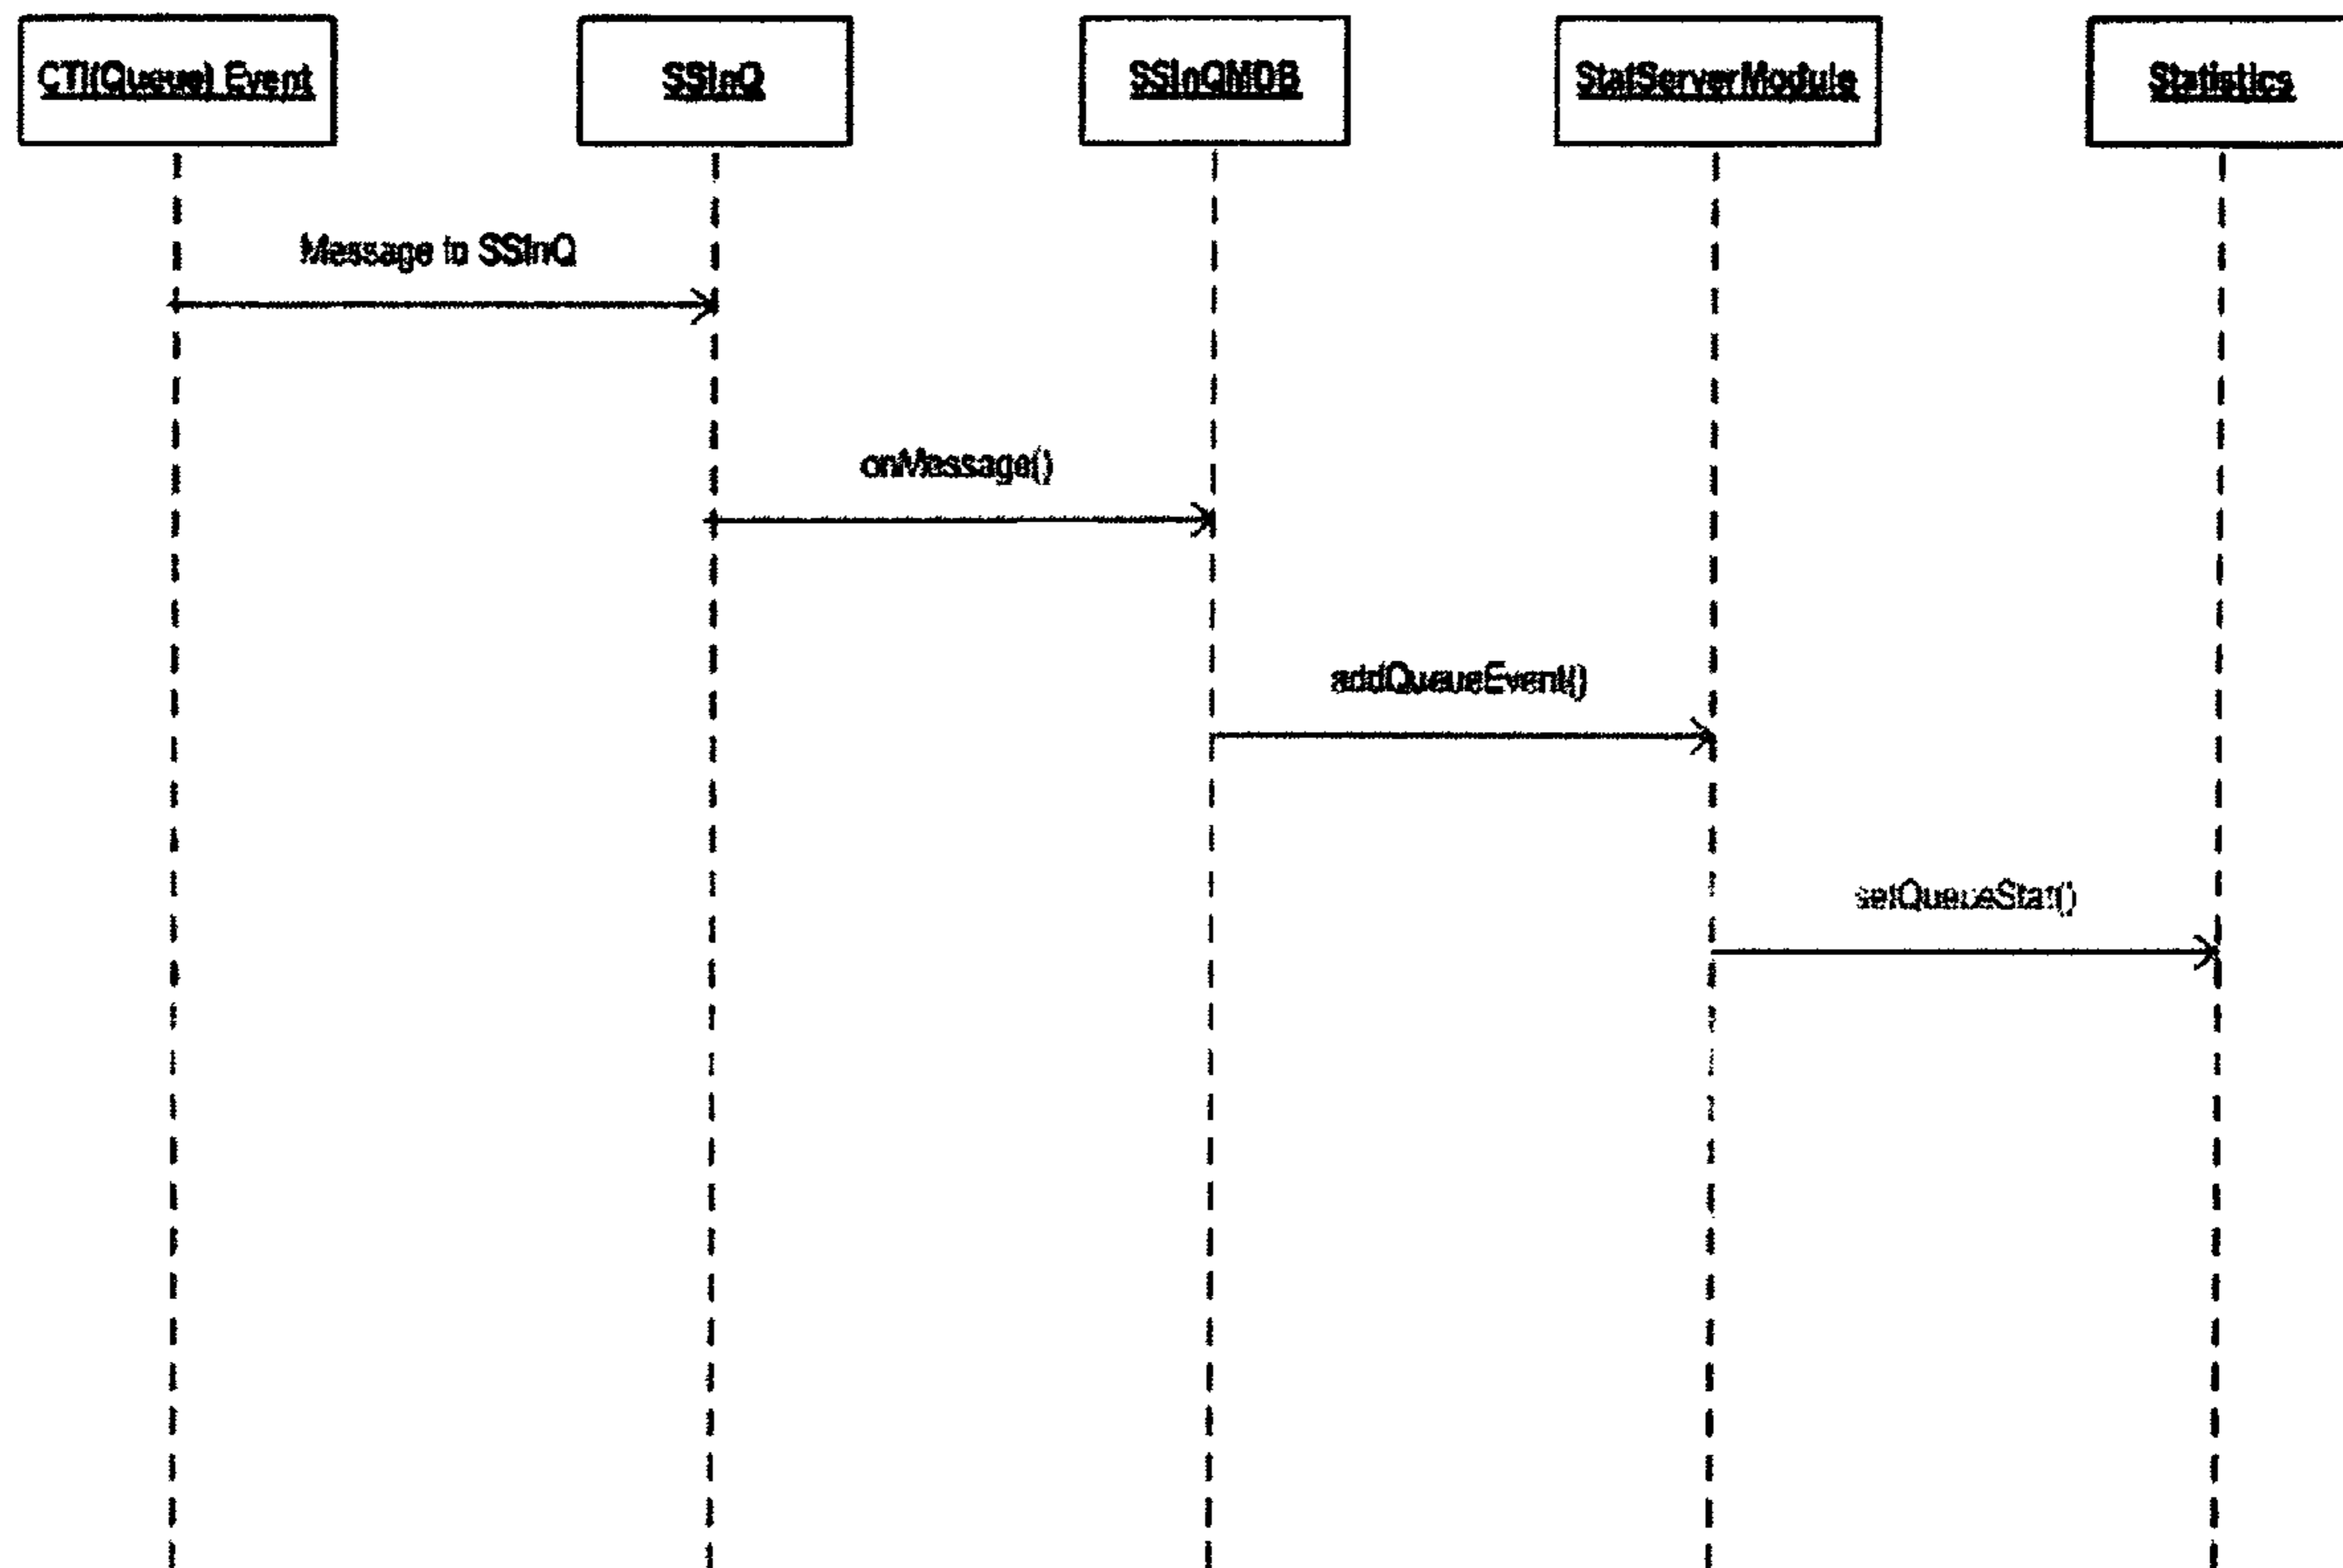 CTI(Queue) Event
SSInQ
SSInQMDB
StatServerModule
Statistics
Message to SSInQ
onMessage()
addQueueEvent()
setQueueStat()